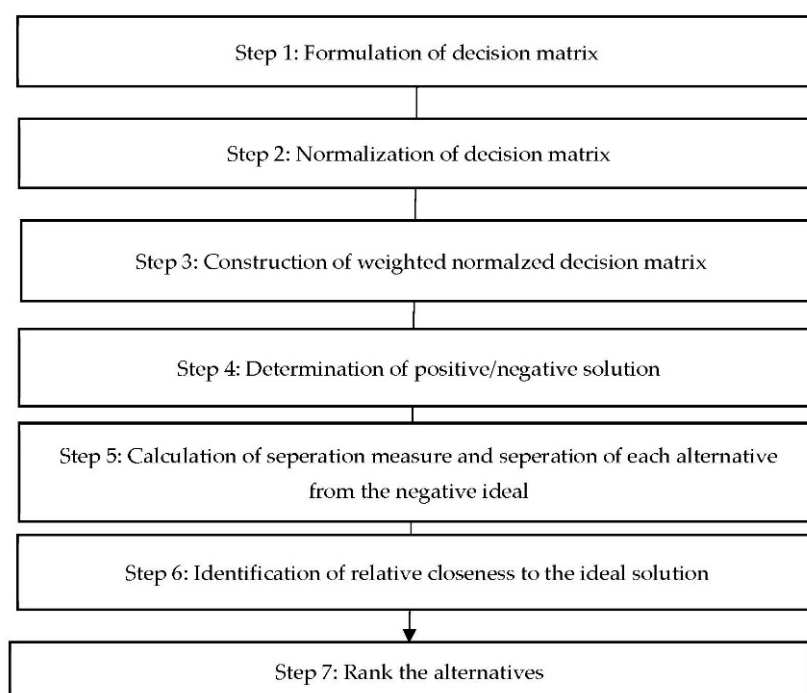 Step 1: Formulation of decision matrix
Step 2: Normalization of decision matrix
Step 3: Construction of weighted normalzed decision matrix
Step 4: Determination of positive/negative solution
Step 5: Calculation of seperation measure and seperation of each alternative
from the negative ideal
Step 6: Identification of relative closeness to the ideal solution
Step 7: Rank the alternatives